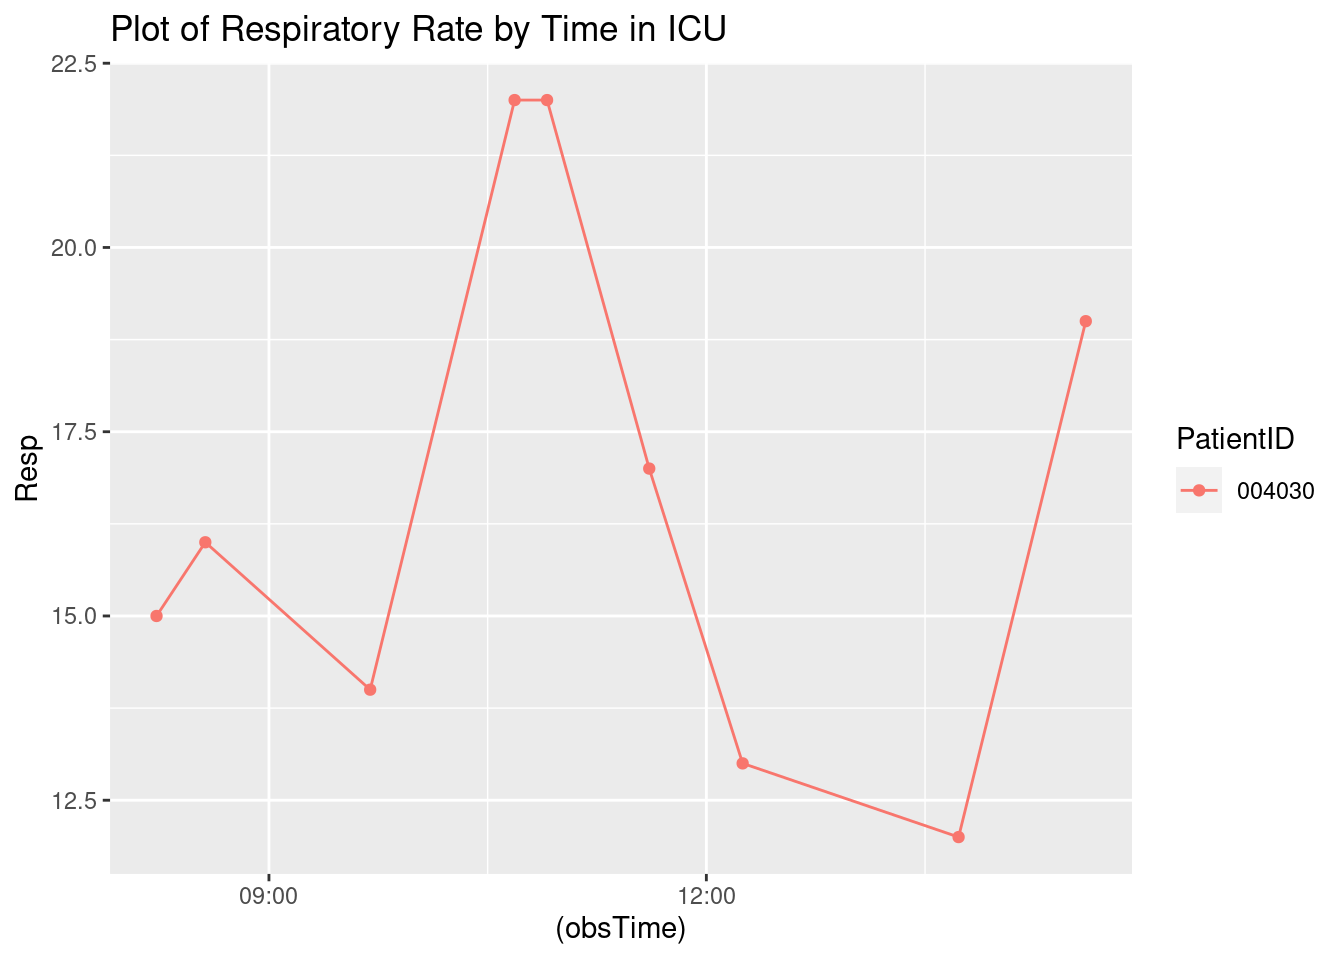 Plot of Respiratory Rate by Time in ICU
22.5
20.0
17.5
15.0
12.5
Resp
09:00
12:00
(obsTime)
PatientID
004030